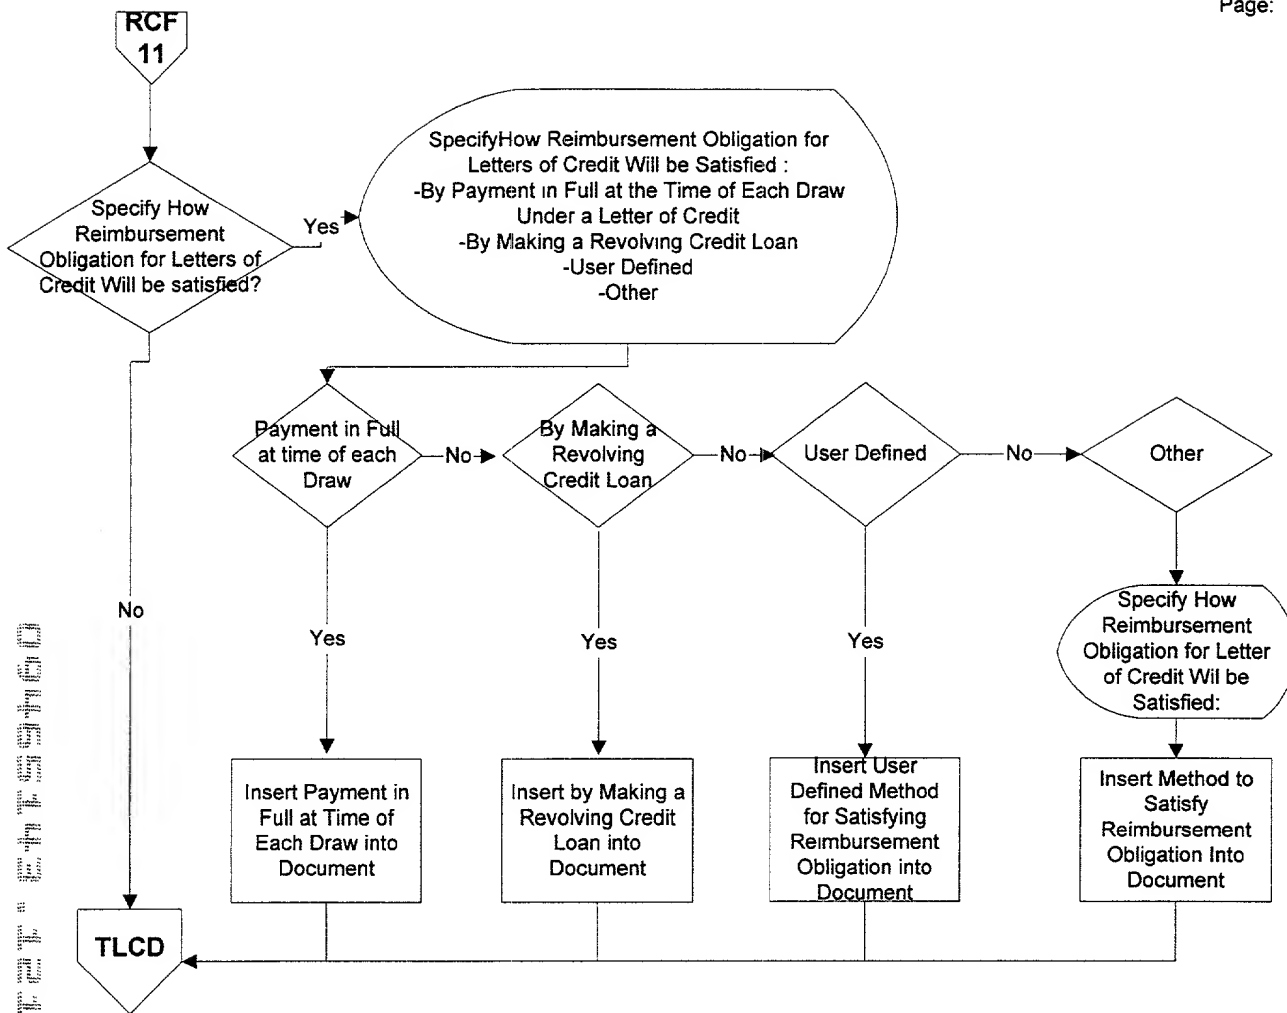 Page:
RCF
11
Specify How
Reimbursement
Obligation for Letters of
Credit Will be satisfied?
Yes
SpecifyHow Reimbursement Obligation for
Letters of Credit Will be Satisfied :
-By Payment in Full at the Time of Each Draw
Under a Letter of Credit
-By Making a Revolving Credit Loan
-User Defined
-Other
Payment in Full
at time of each
Draw
No
By Making a
Revolving
Credit Loan
No
User Defined
No
Other
No
Yes
Yes
Yes
Specify How
Reimbursement
Obligation for Letter
of Credit Wil be
Satisfied:
Insert Payment in
Full at Time of
Each Draw into
Document
Insert by Making a
Revolving Credit
Loan into
Document
Insert User
Defined Method
for Satisfying
Reimbursement
Obligation into
Document
Insert Method to
Satisfy
Reimbursement
Obligation Into
Document
TLCD